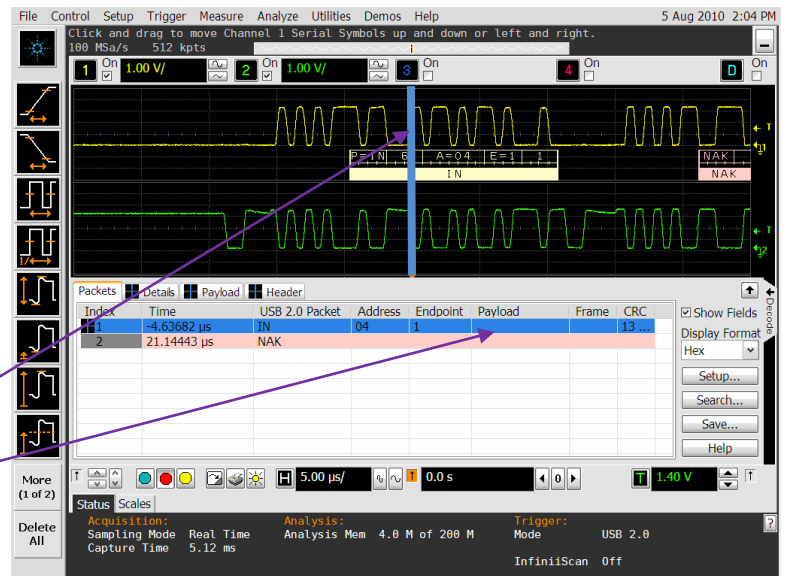 File Control Setup Trigger Measure Analyze Utilities Demos Help 5 Aug 2010 2:04 PM
Click and drag to move Channel 1 Serial Symbols up and down or left and right.
100 MSa/s 512 kpts
1 On 1.00 V/ 2 On 1.00 V/ 3 On 4 On D On
T
1
P=IN 6 A=04 E=1 1 NAK
IN NAK
T
2
Packets Details Payload Header
Decode
Index Time USB 2.0 Packet Address Endpoint Payload Frame CRC
1 -4.63682 µs IN 04 1 13 ...
2 21.14443 µs NAK
Show Fields
Display Format
Hex
Setup...
Search...
Save...
Help
More
(1 of 2)
Delete
All
H 5.00 µs/ 0.0 s 0 T 1.40 V
Status Scales
Acquisition: Analysis: Trigger:
Sampling Mode Real Time Analysis Mem 4.0 M of 200 M Mode USB 2.0
Capture Time 5.12 ms
InfiniiScan Off
?